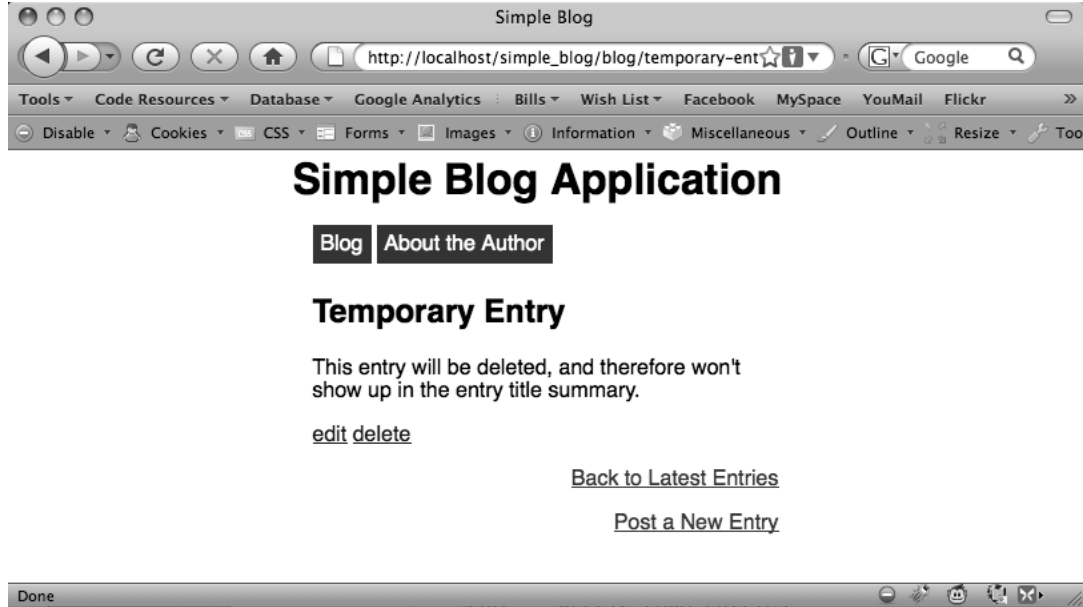 Simple Blog
http://localhost/simple_blog/blog/temporary-ent
G Google
Tools Code Resources Database Google Analytics Bills Wish List Facebook MySpace YouMail Flickr »
Disable Cookies CSS Forms Images Information Miscellaneous Outline Resize Too
Simple Blog Application
Blog About the Author
Temporary Entry
This entry will be deleted, and therefore won't
show up in the entry title summary.
edit delete
Back to Latest Entries
Post a New Entry
Done